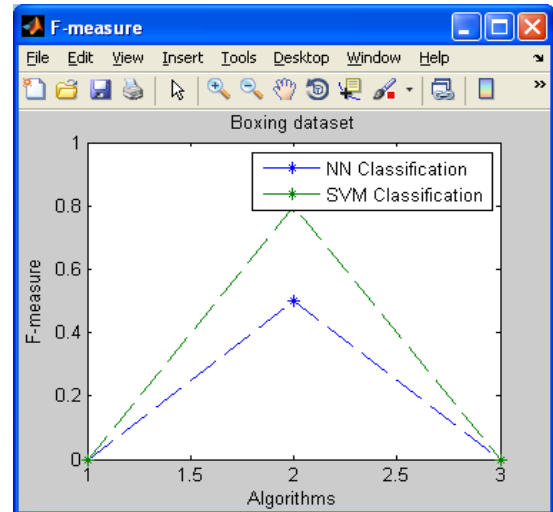 F-measure
File Edit View Insert Tools Desktop Window Help
Boxing dataset
NN Classification
SVM Classification
1
0.8
0.6
0.4
0.2
0
F-measure
1 1.5 2 2.5 3
Algorithms